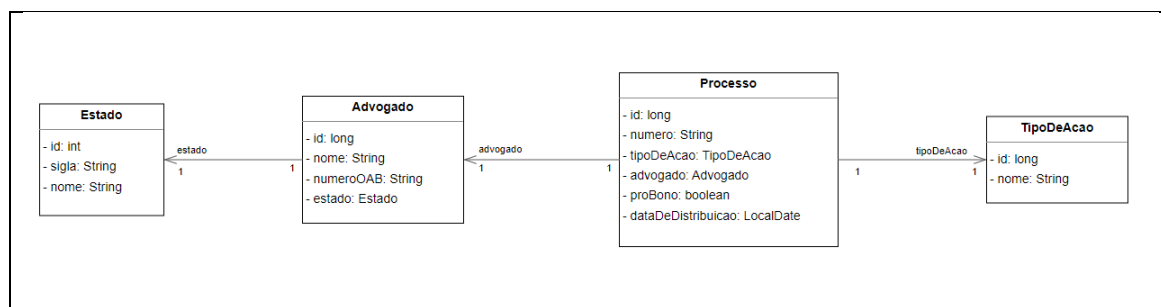 Estado
- id: int
- sigla: String
- nome: String
estado
1
1
Advogado
- id: long
- nome: String
- numeroOAB: String
- estado: Estado
advogado
1
1
Processo
- id: long
- numero: String
- tipoDeAcao: TipoDeAcao
- advogado: Advogado
- proBono: boolean
- dataDeDistribuicao: LocalDate
tipoDeAcao
1
1
TipoDeAcao
- id: long
- nome: String